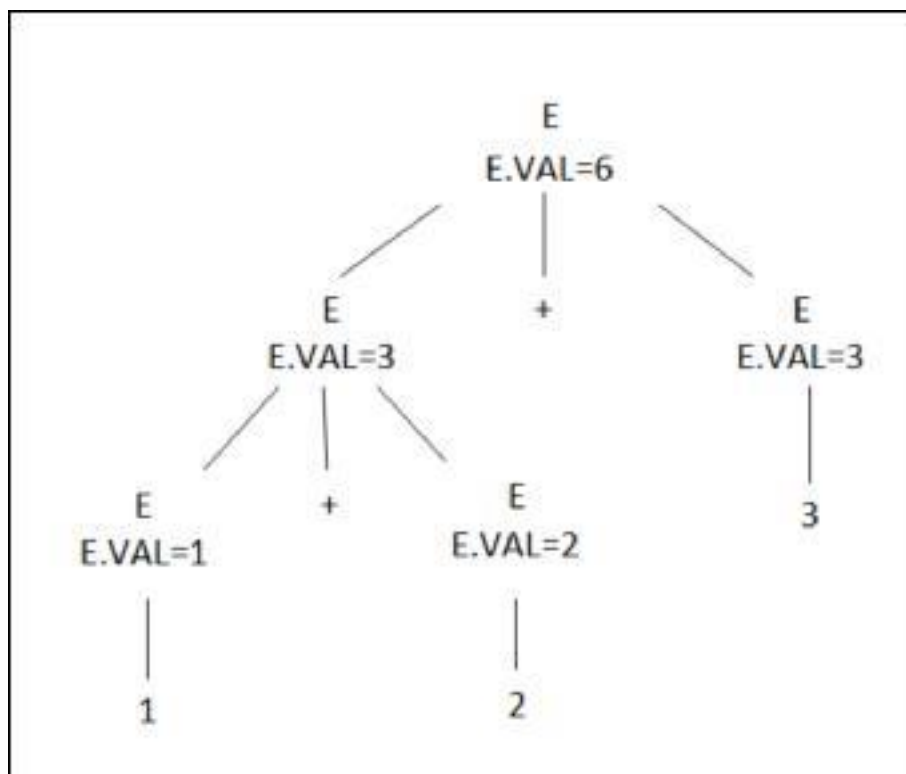 E
E.VAL=6
E + E
E.VAL=3 E.VAL=3
E + E 3
E.VAL=1 E.VAL=2
1 2